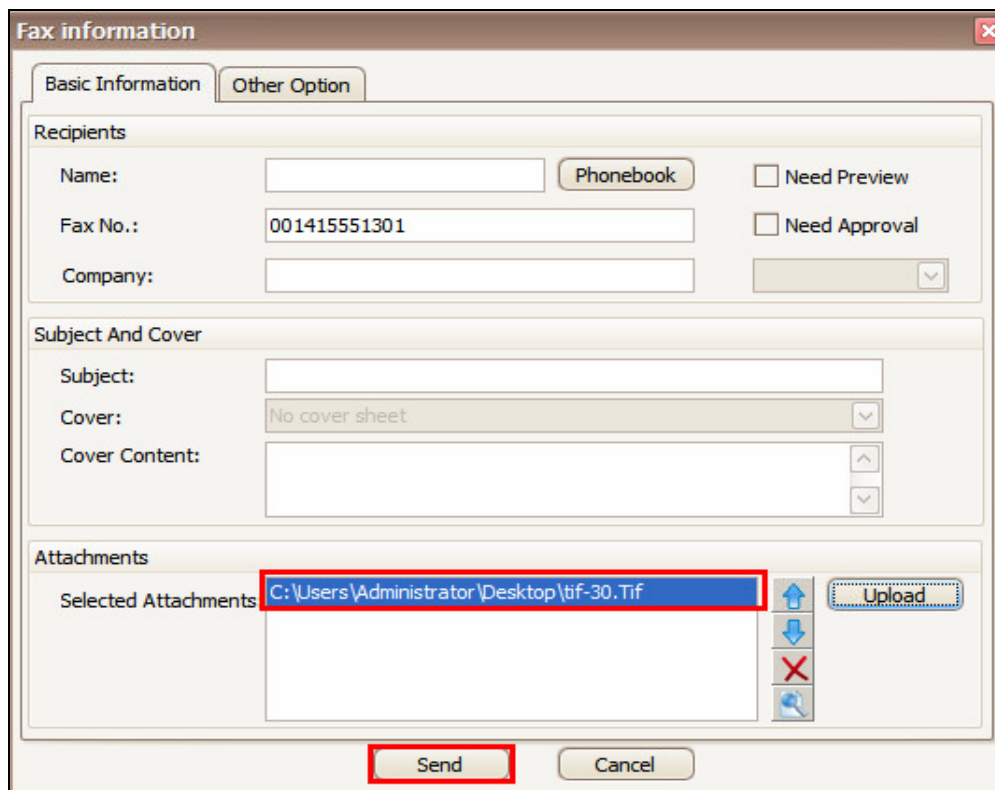 Fax information
Basic Information Other Option
Recipients
Name: Phonebook Need Preview
Fax No.: 001415551301 Need Approval
Company:
Subject And Cover
Subject:
Cover: No cover sheet
Cover Content:
Attachments
Selected Attachments C:\Users\Administrator\Desktop\tif-30.Tif Upload
Send Cancel